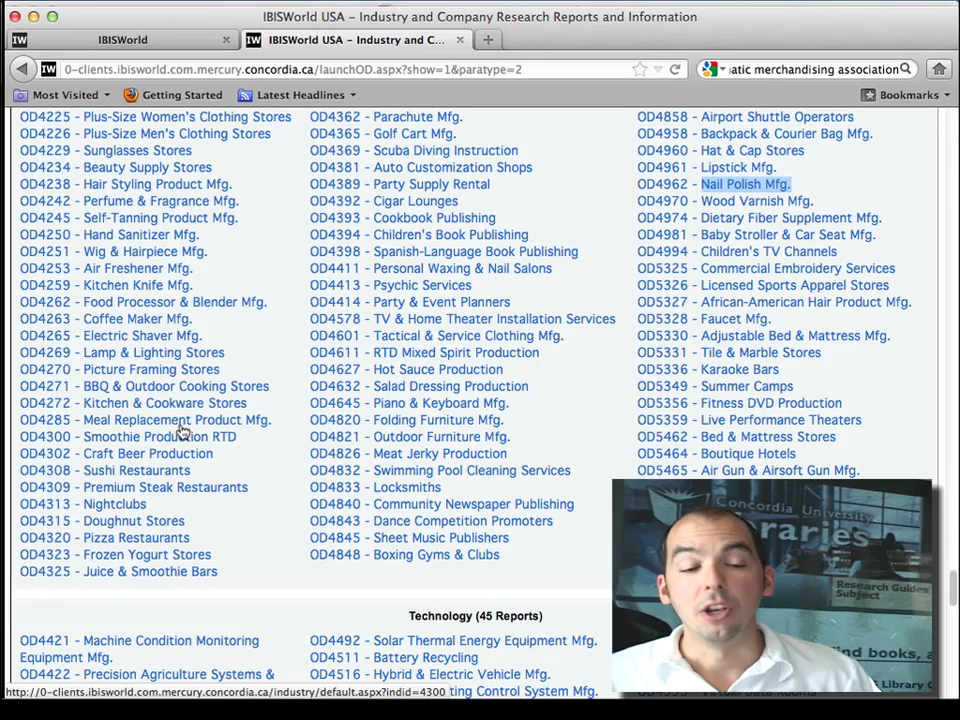 IBISWorld USA – Industry and Company Research Reports and Information
IW IBISWorld × IW IBISWorld USA – Industry and C... × +
IW 0-clients.ibisworld.com.mercury.concordia.ca/launchOD.aspx?show=1&paratype=2 atic merchandising association
Most Visited Getting Started Latest Headlines Bookmarks
OD4225 - Plus-Size Women's Clothing Stores
OD4226 - Plus-Size Men's Clothing Stores
OD4229 - Sunglasses Stores
OD4234 - Beauty Supply Stores
OD4238 - Hair Styling Product Mfg.
OD4242 - Perfume & Fragrance Mfg.
OD4245 - Self-Tanning Product Mfg.
OD4250 - Hand Sanitizer Mfg.
OD4251 - Wig & Hairpiece Mfg.
OD4253 - Air Freshener Mfg.
OD4259 - Kitchen Knife Mfg.
OD4262 - Food Processor & Blender Mfg.
OD4263 - Coffee Maker Mfg.
OD4265 - Electric Shaver Mfg.
OD4269 - Lamp & Lighting Stores
OD4270 - Picture Framing Stores
OD4271 - BBQ & Outdoor Cooking Stores
OD4272 - Kitchen & Cookware Stores
OD4285 - Meal Replacement Product Mfg.
OD4300 - Smoothie Production RTD
OD4302 - Craft Beer Production
OD4308 - Sushi Restaurants
OD4309 - Premium Steak Restaurants
OD4313 - Nightclubs
OD4315 - Doughnut Stores
OD4320 - Pizza Restaurants
OD4323 - Frozen Yogurt Stores
OD4325 - Juice & Smoothie Bars
OD4362 - Parachute Mfg.
OD4365 - Golf Cart Mfg.
OD4369 - Scuba Diving Instruction
OD4381 - Auto Customization Shops
OD4389 - Party Supply Rental
OD4392 - Cigar Lounges
OD4393 - Cookbook Publishing
OD4394 - Children's Book Publishing
OD4398 - Spanish-Language Book Publishing
OD4411 - Personal Waxing & Nail Salons
OD4413 - Psychic Services
OD4414 - Party & Event Planners
OD4578 - TV & Home Theater Installation Services
OD4601 - Tactical & Service Clothing Mfg.
OD4611 - RTD Mixed Spirit Production
OD4627 - Hot Sauce Production
OD4632 - Salad Dressing Production
OD4645 - Piano & Keyboard Mfg.
OD4820 - Folding Furniture Mfg.
OD4821 - Outdoor Furniture Mfg.
OD4826 - Meat Jerky Production
OD4832 - Swimming Pool Cleaning Services
OD4833 - Locksmiths
OD4840 - Community Newspaper Publishing
OD4843 - Dance Competition Promoters
OD4845 - Sheet Music Publishers
OD4848 - Boxing Gyms & Clubs
OD4858 - Airport Shuttle Operators
OD4958 - Backpack & Courier Bag Mfg.
OD4960 - Hat & Cap Stores
OD4961 - Lipstick Mfg.
OD4962 - Nail Polish Mfg.
OD4970 - Wood Varnish Mfg.
OD4974 - Dietary Fiber Supplement Mfg.
OD4981 - Baby Stroller & Car Seat Mfg.
OD4994 - Children's TV Channels
OD5325 - Commercial Embroidery Services
OD5326 - Licensed Sports Apparel Stores
OD5327 - African-American Hair Product Mfg.
OD5328 - Faucet Mfg.
OD5330 - Adjustable Bed & Mattress Mfg.
OD5331 - Tile & Marble Stores
OD5336 - Karaoke Bars
OD5349 - Summer Camps
OD5356 - Fitness DVD Production
OD5359 - Live Performance Theaters
OD5462 - Bed & Mattress Stores
OD5464 - Boutique Hotels
OD5465 - Air Gun & Airsoft Gun Mfg.
Technology (45 Reports)
OD4421 - Machine Condition Monitoring
Equipment Mfg.
OD4422 - Precision Agriculture Systems &
OD4492 - Solar Thermal Energy Equipment Mfg.
OD4511 - Battery Recycling
OD4516 - Hybrid & Electric Vehicle Mfg.
ting Control System Mfg.
http://0-clients.ibisworld.com.mercury.concordia.ca/industry/default.aspx?indid=4300
Concordia University
braries
Research Guides
Subject
ind books, a